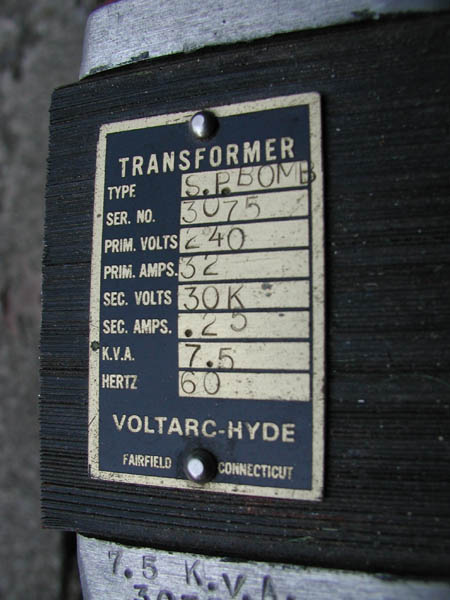 TRANSFORMER
TYPE S.P.BOMB
SER. NO. 3075
PRIM. VOLTS 240
PRIM. AMPS. 32
SEC. VOLTS 30K
SEC. AMPS. .25
K.V.A. 7.5
HERTZ 60
VOLTARC-HYDE
FAIRFIELD CONNECTICUT
7.5 K.V.A.